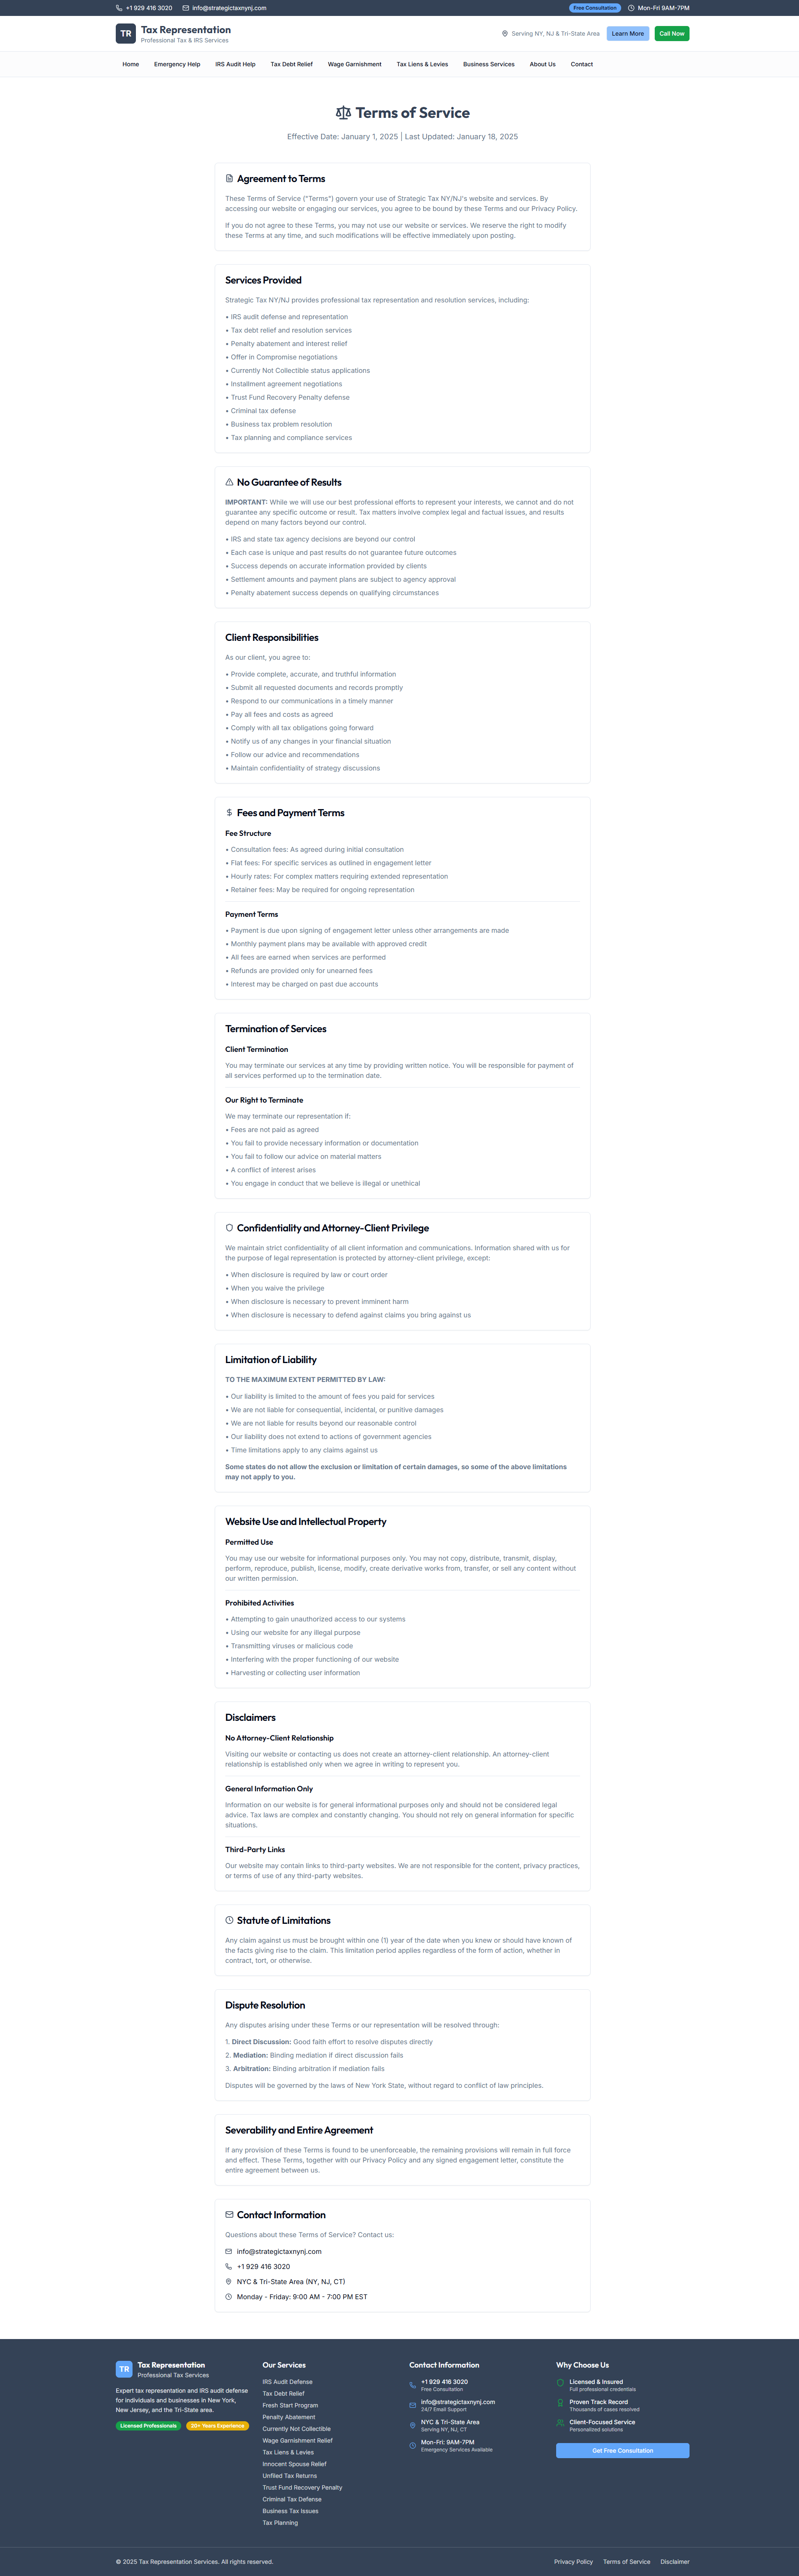 +1 929 416 3020
info@strategictaxnynj.com
Free Consultation
Mon-Fri 9AM-7PM
TR
Tax Representation
Professional Tax & IRS Services
Serving NY, NJ & Tri-State Area
Learn More
Call Now
Home
Emergency Help
IRS Audit Help
Tax Debt Relief
Wage Garnishment
Tax Liens & Levies
Business Services
About Us
Contact
Terms of Service
Effective Date: January 1, 2025 | Last Updated: January 18, 2025
Agreement to Terms
These Terms of Service ("Terms") govern your use of Strategic Tax NY/NJ's website and services. By
accessing our website or engaging our services, you agree to be bound by these Terms and our Privacy Policy.
If you do not agree to these Terms, you may not use our website or services. We reserve the right to modify
these Terms at any time, and such modifications will be effective immediately upon posting.
Services Provided
Strategic Tax NY/NJ provides professional tax representation and resolution services, including:
• IRS audit defense and representation
• Tax debt relief and resolution services
• Penalty abatement and interest relief
• Offer in Compromise negotiations
• Currently Not Collectible status applications
• Installment agreement negotiations
• Trust Fund Recovery Penalty defense
• Criminal tax defense
• Business tax problem resolution
• Tax planning and compliance services
No Guarantee of Results
IMPORTANT: While we will use our best professional efforts to represent your interests, we cannot and do not
guarantee any specific outcome or result. Tax matters involve complex legal and factual issues, and results
depend on many factors beyond our control.
• IRS and state tax agency decisions are beyond our control
• Each case is unique and past results do not guarantee future outcomes
• Success depends on accurate information provided by clients
• Settlement amounts and payment plans are subject to agency approval
• Penalty abatement success depends on qualifying circumstances
Client Responsibilities
As our client, you agree to:
• Provide complete, accurate, and truthful information
• Submit all requested documents and records promptly
• Respond to our communications in a timely manner
• Pay all fees and costs as agreed
• Comply with all tax obligations going forward
• Notify us of any changes in your financial situation
• Follow our advice and recommendations
• Maintain confidentiality of strategy discussions
Fees and Payment Terms
Fee Structure
• Consultation fees: As agreed during initial consultation
• Flat fees: For specific services as outlined in engagement letter
• Hourly rates: For complex matters requiring extended representation
• Retainer fees: May be required for ongoing representation
Payment Terms
• Payment is due upon signing of engagement letter unless other arrangements are made
• Monthly payment plans may be available with approved credit
• All fees are earned when services are performed
• Refunds are provided only for unearned fees
• Interest may be charged on past due accounts
Termination of Services
Client Termination
You may terminate our services at any time by providing written notice. You will be responsible for payment of
all services performed up to the termination date.
Our Right to Terminate
We may terminate our representation if:
• Fees are not paid as agreed
• You fail to provide necessary information or documentation
• You fail to follow our advice on material matters
• A conflict of interest arises
• You engage in conduct that we believe is illegal or unethical
Confidentiality and Attorney-Client Privilege
We maintain strict confidentiality of all client information and communications. Information shared with us for
the purpose of legal representation is protected by attorney-client privilege, except:
• When disclosure is required by law or court order
• When you waive the privilege
• When disclosure is necessary to prevent imminent harm
• When disclosure is necessary to defend against claims you bring against us
Limitation of Liability
TO THE MAXIMUM EXTENT PERMITTED BY LAW:
• Our liability is limited to the amount of fees you paid for services
• We are not liable for consequential, incidental, or punitive damages
• We are not liable for results beyond our reasonable control
• Our liability does not extend to actions of government agencies
• Time limitations apply to any claims against us
Some states do not allow the exclusion or limitation of certain damages, so some of the above limitations
may not apply to you.
Website Use and Intellectual Property
Permitted Use
You may use our website for informational purposes only. You may not copy, distribute, transmit, display,
perform, reproduce, publish, license, modify, create derivative works from, transfer, or sell any content without
our written permission.
Prohibited Activities
• Attempting to gain unauthorized access to our systems
• Using our website for any illegal purpose
• Transmitting viruses or malicious code
• Interfering with the proper functioning of our website
• Harvesting or collecting user information
Disclaimers
No Attorney-Client Relationship
Visiting our website or contacting us does not create an attorney-client relationship. An attorney-client
relationship is established only when we agree in writing to represent you.
General Information Only
Information on our website is for general informational purposes only and should not be considered legal
advice. Tax laws are complex and constantly changing. You should not rely on general information for specific
situations.
Third-Party Links
Our website may contain links to third-party websites. We are not responsible for the content, privacy practices,
or terms of use of any third-party websites.
Statute of Limitations
Any claim against us must be brought within one (1) year of the date when you knew or should have known of
the facts giving rise to the claim. This limitation period applies regardless of the form of action, whether in
contract, tort, or otherwise.
Dispute Resolution
Any disputes arising under these Terms or our representation will be resolved through:
1. Direct Discussion: Good faith effort to resolve disputes directly
2. Mediation: Binding mediation if direct discussion fails
3. Arbitration: Binding arbitration if mediation fails
Disputes will be governed by the laws of New York State, without regard to conflict of law principles.
Severability and Entire Agreement
If any provision of these Terms is found to be unenforceable, the remaining provisions will remain in full force
and effect. These Terms, together with our Privacy Policy and any signed engagement letter, constitute the
entire agreement between us.
Contact Information
Questions about these Terms of Service? Contact us:
info@strategictaxnynj.com
+1 929 416 3020
NYC & Tri-State Area (NY, NJ, CT)
Monday - Friday: 9:00 AM - 7:00 PM EST
TR
Tax Representation
Professional Tax Services
Expert tax representation and IRS audit defense
for individuals and businesses in New York,
New Jersey, and the Tri-State area.
Licensed Professionals
30+ Years Experience
Our Services
IRS Audit Defense
Tax Debt Relief
Fresh Start Program
Penalty Abatement
Currently Not Collectible
Wage Garnishment Relief
Tax Liens & Levies
Innocent Spouse Relief
Unfiled Tax Returns
Trust Fund Recovery Penalty
Criminal Tax Defense
Business Tax Issues
Tax Planning
Contact Information
+1 929 416 3020
Free Consultation
info@strategictaxnynj.com
24/7 Email Support
NYC & Tri-State Area
Serving NY, NJ, CT
Mon-Fri: 9AM-7PM
Emergency Services Available
Why Choose Us
Licensed & Insured
Full professional credentials
Proven Track Record
Thousands of cases resolved
Client-Focused Service
Personalized solutions
Get Free Consultation
© 2025 Tax Representation Services. All rights reserved.
Privacy Policy
Terms of Service
Disclaimer